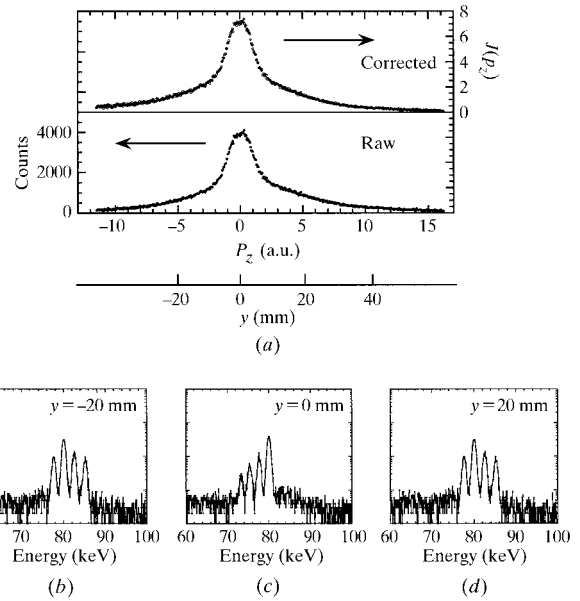 8
6
Corrected
4
J(p_z)
2
0
4000
Raw
Counts
2000
0
−10 −5 0 5 10 15
P_z (a.u.)
−20 0 20 40
y (mm)
(a)
y = −20 mm
y = 0 mm
y = 20 mm
70 80 90 100
60 70 80 90 100
60 70 80 90 100
Energy (keV)
Energy (keV)
Energy (keV)
(b)
(c)
(d)